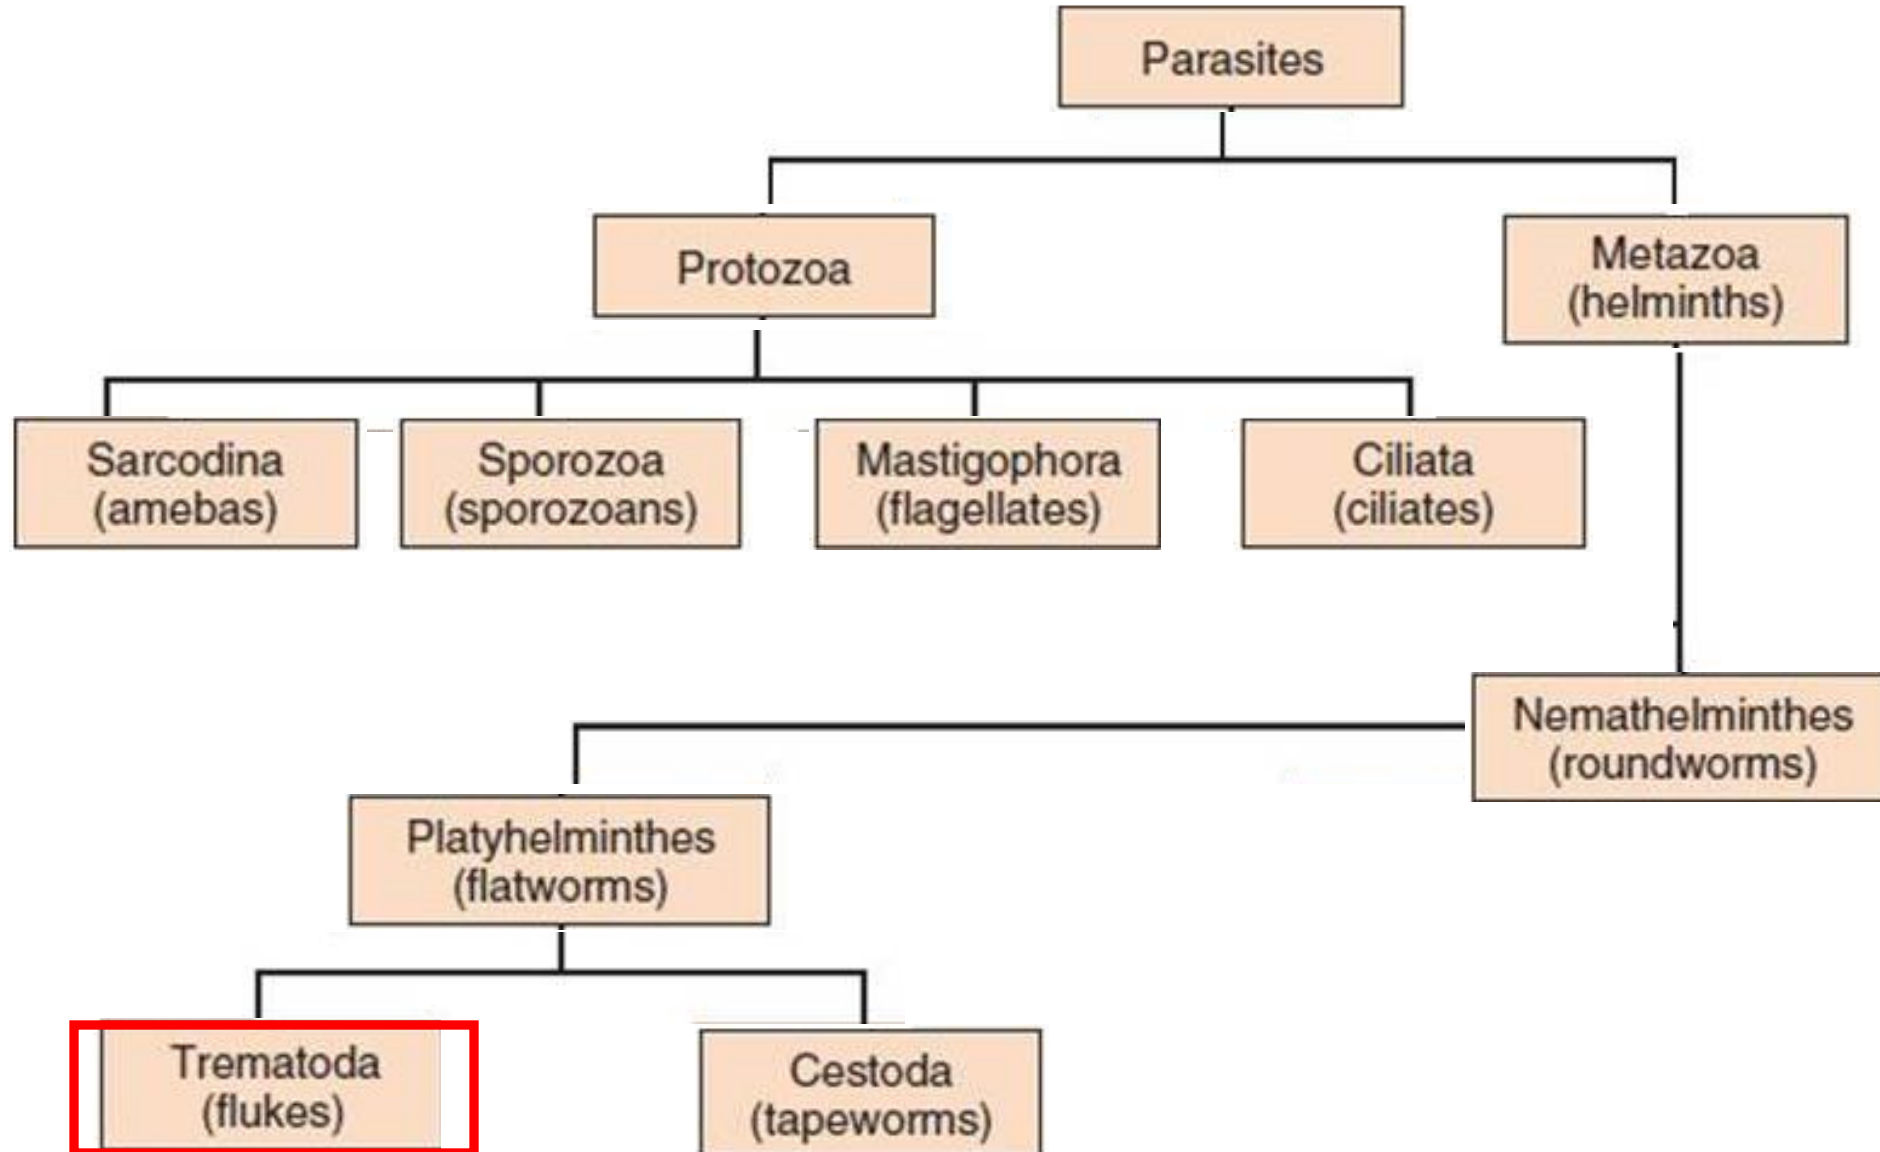 Parasites
Protozoa
Metazoa
(helminths)
Sarcodina
(amebas)
Sporozoa
(sporozoans)
Mastigophora
(flagellates)
Ciliata
(ciliates)
Nemathelminthes
(roundworms)
Platyhelminthes
(flatworms)
Trematoda
(flukes)
Cestoda
(tapeworms)